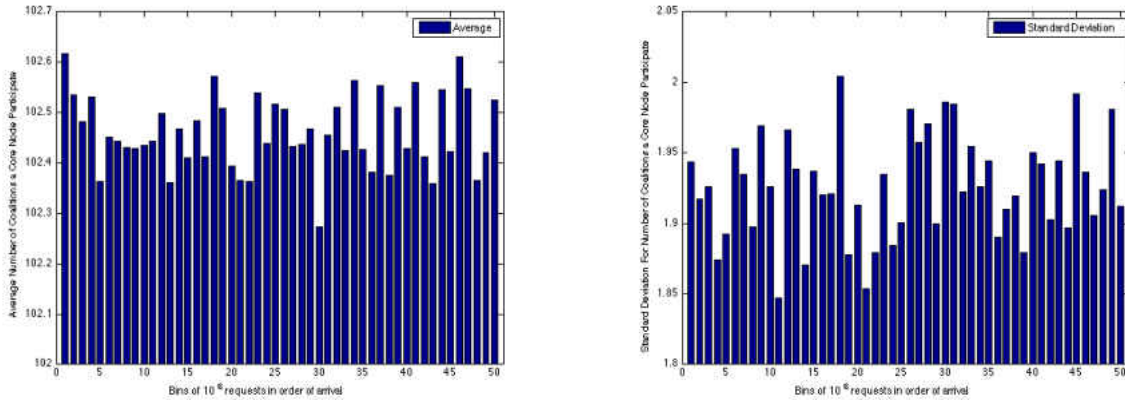 102.7
102.6
102.5
102.4
102.3
102.2
102.1
102
Average Number of Coalitions a Core Node Participate
Average
0 5 10 15 20 25 30 35 40 45 50
Bins of 10 requests in order of arrival
2.05
2
1.95
1.9
1.85
1.8
Standard Deviation For Number of Coalitions a Core Node Participate
Standard Deviation
0 5 10 15 20 25 30 35 40 45 50
Bins of 10 requests in order of arrival